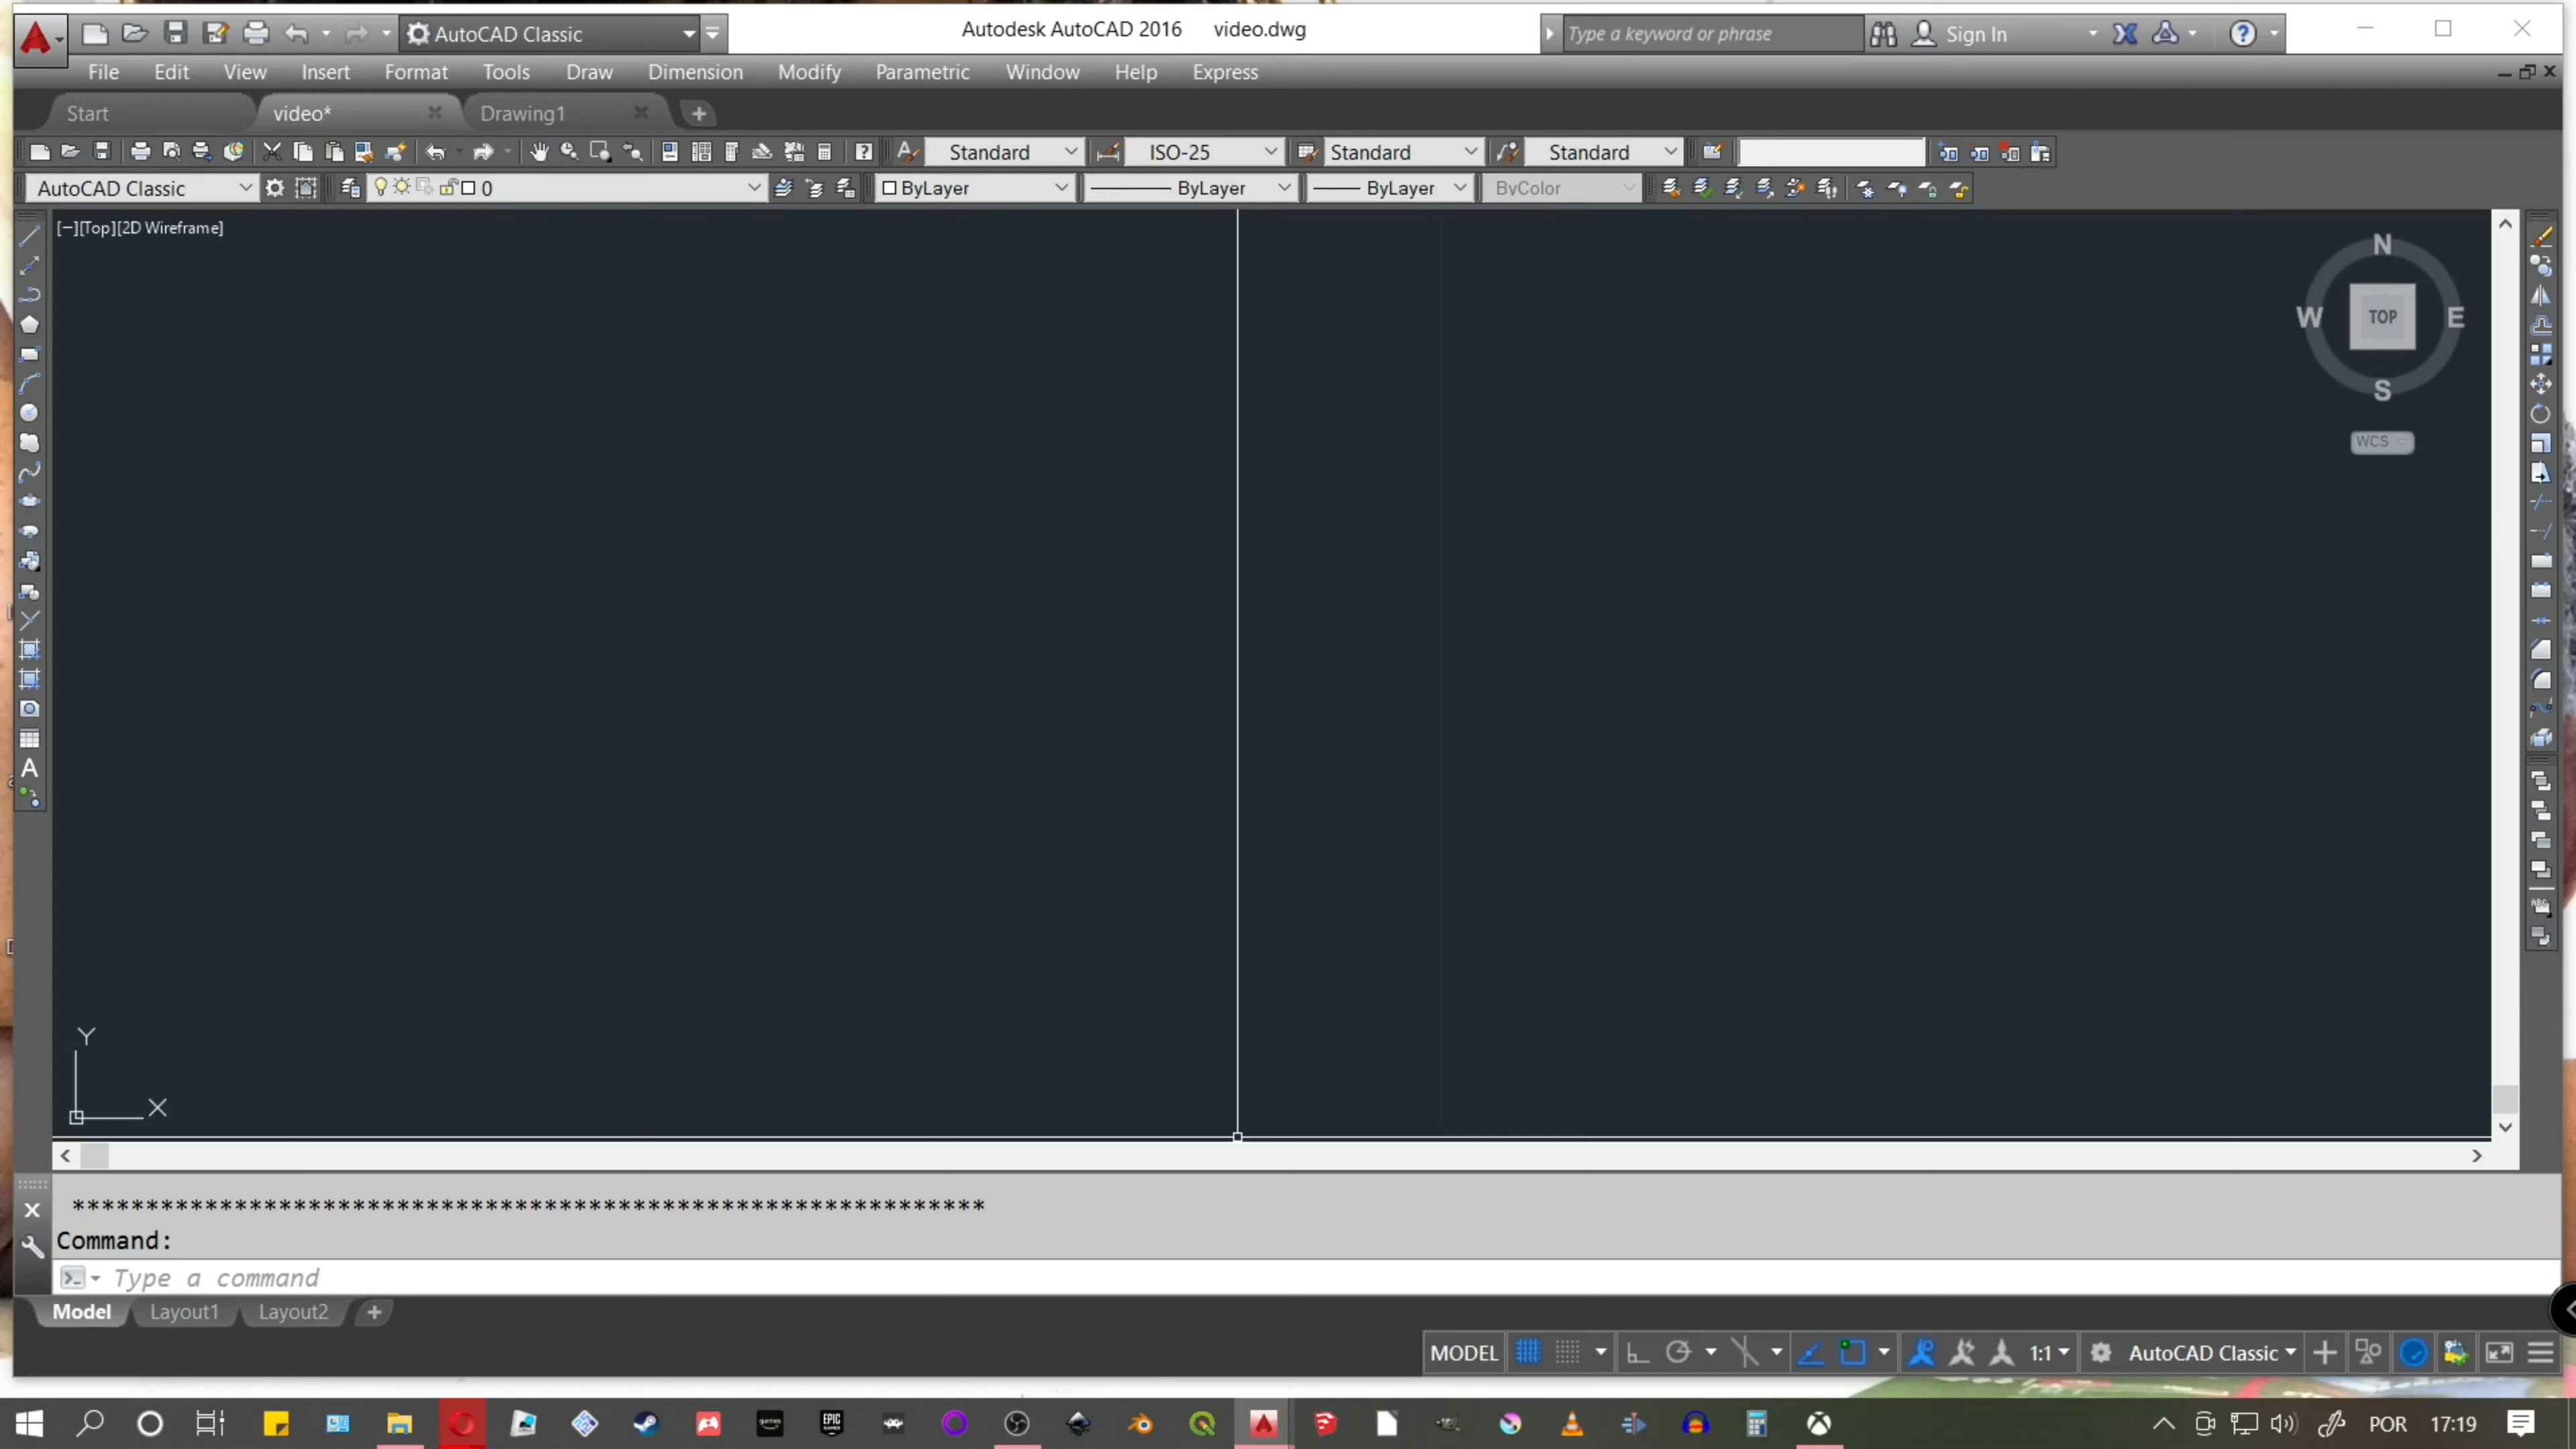 AutoCAD Classic
Autodesk AutoCAD 2016 video.dwg
Type a keyword or phrase
Sign In
File Edit View Insert Format Tools Draw Dimension Modify Parametric Window Help Express
Start video* Drawing1
Standard ISO-25 Standard Standard
AutoCAD Classic 0 ByLayer ByLayer ByLayer ByColor
[−][Top][2D Wireframe]
N
W TOP E
S
WCS
Y
X
**************************************************************
Command:
Type a command
Model Layout1 Layout2
MODEL 1:1 AutoCAD Classic
POR 17:19